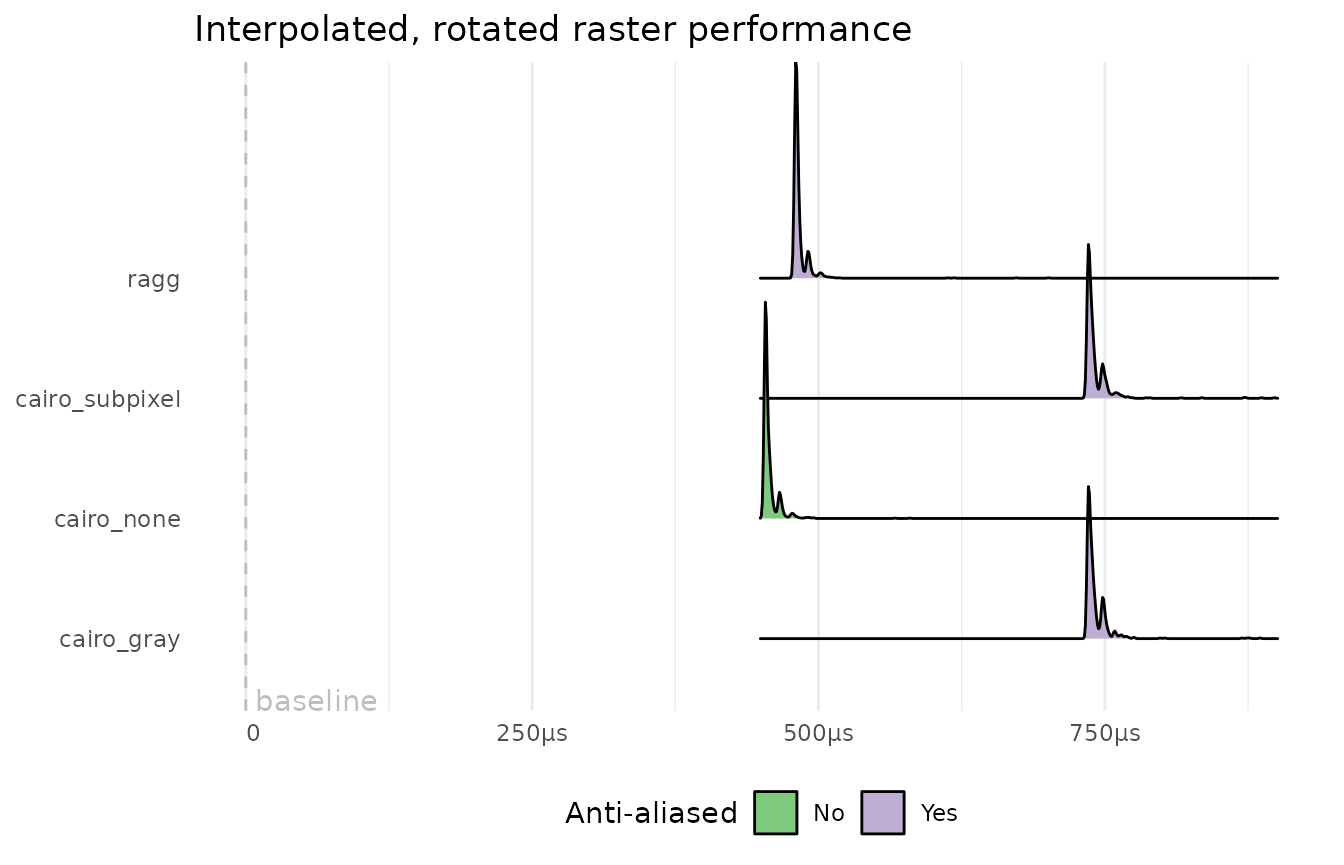 Interpolated, rotated raster performance
ragg
cairo_subpixel
cairo_none
cairo_gray
baseline
0 250µs 500µs 750µs
Anti-aliased No Yes